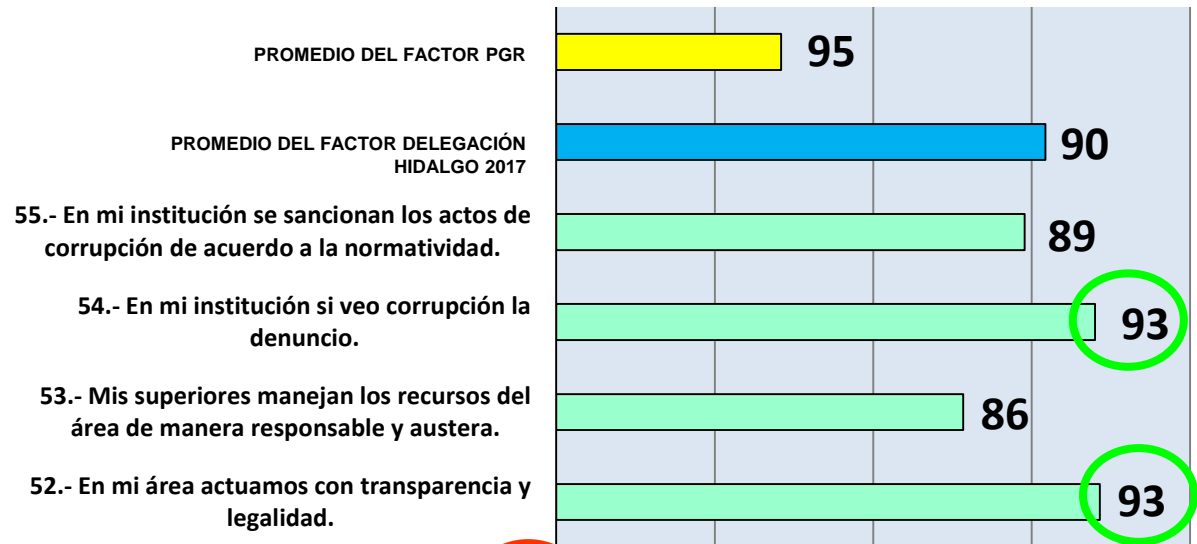 PROMEDIO DEL FACTOR PGR
95
PROMEDIO DEL FACTOR DELEGACIÓN
HIDALGO 2017
90
55.- En mi institución se sancionan los actos de
corrupción de acuerdo a la normatividad.
89
54.- En mi institución si veo corrupción la
denuncio.
93
53.- Mis superiores manejan los recursos del
área de manera responsable y austera.
86
52.- En mi área actuamos con transparencia y
legalidad.
93